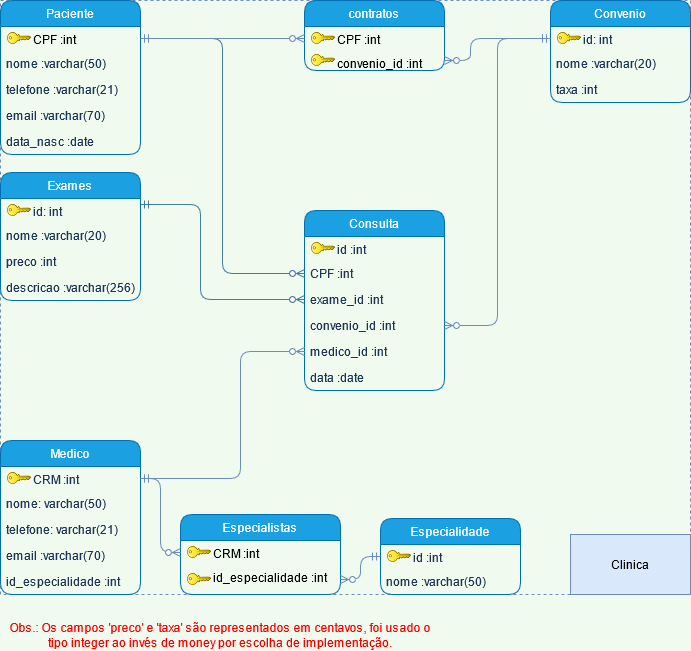 Paciente
CPF :int
nome :varchar(50)
telefone :varchar(21)
email :varchar(70)
data_nasc :date
contratos
CPF :int
convenio_id :int
Convenio
id: int
nome :varchar(20)
taxa :int
Exames
id: int
nome :varchar(20)
preco :int
descricao :varchar(256)
Consulta
id :int
CPF :int
exame_id :int
convenio_id :int
medico_id :int
data :date
Medico
CRM :int
nome: varchar(50)
telefone: varchar(21)
email :varchar(70)
id_especialidade :int
Especialistas
CRM :int
id_especialidade :int
Especialidade
id :int
nome :varchar(50)
Clinica
Obs.: Os campos 'preco' e 'taxa' são representados em centavos, foi usado o
tipo integer ao invés de money por escolha de implementação.